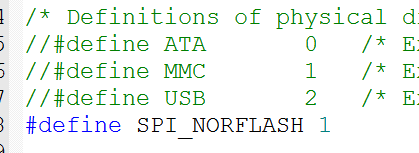 /* Definitions of physical
//#define ATA 0 /*
//#define MMC 1 /*
//#define USB 2 /*
#define SPI_NORFLASH 1